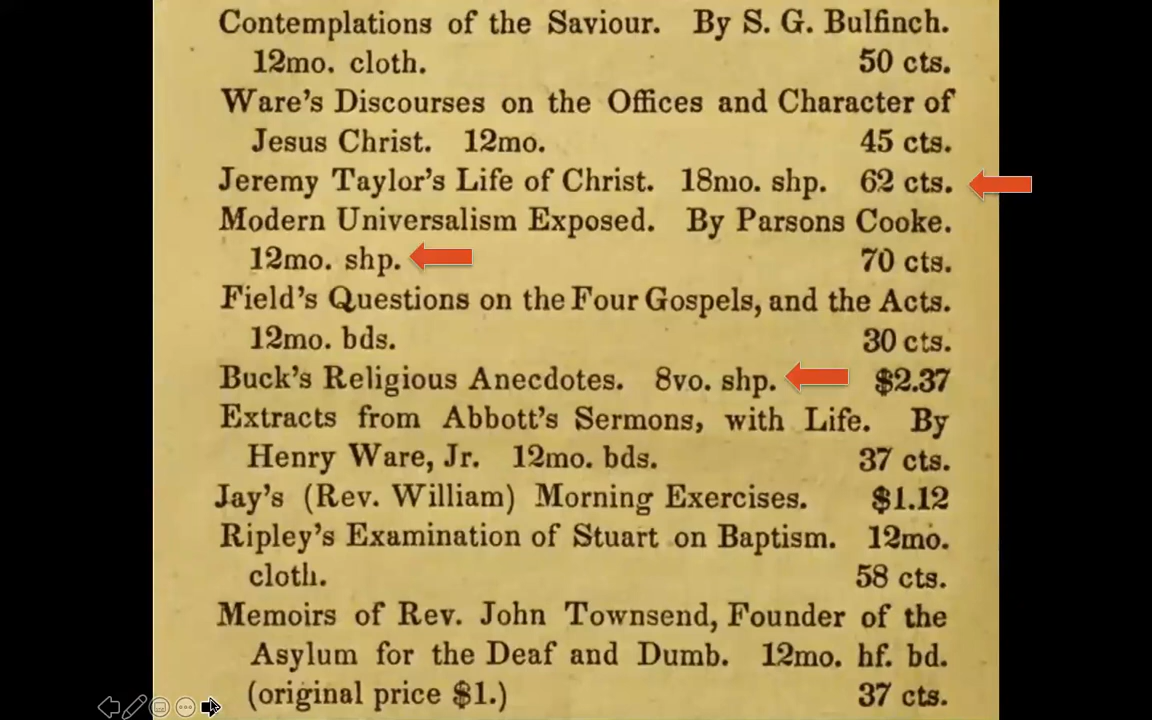 Contemplations of the Saviour. By S. G. Bulfinch.
12mo. cloth. 50 cts.
Ware's Discourses on the Offices and Character of
Jesus Christ. 12mo. 45 cts.
Jeremy Taylor's Life of Christ. 18mo. shp. 62 cts.
Modern Universalism Exposed. By Parsons Cooke.
12mo. shp. 70 cts.
Field's Questions on the Four Gospels, and the Acts.
12mo. bds. 30 cts.
Buck's Religious Anecdotes. 8vo. shp. $2.37
Extracts from Abbott's Sermons, with Life. By
Henry Ware, Jr. 12mo. bds. 37 cts.
Jay's (Rev. William) Morning Exercises. $1.12
Ripley's Examination of Stuart on Baptism. 12mo.
cloth. 58 cts.
Memoirs of Rev. John Townsend, Founder of the
Asylum for the Deaf and Dumb. 12mo. hf. bd.
(original price $1.) 37 cts.